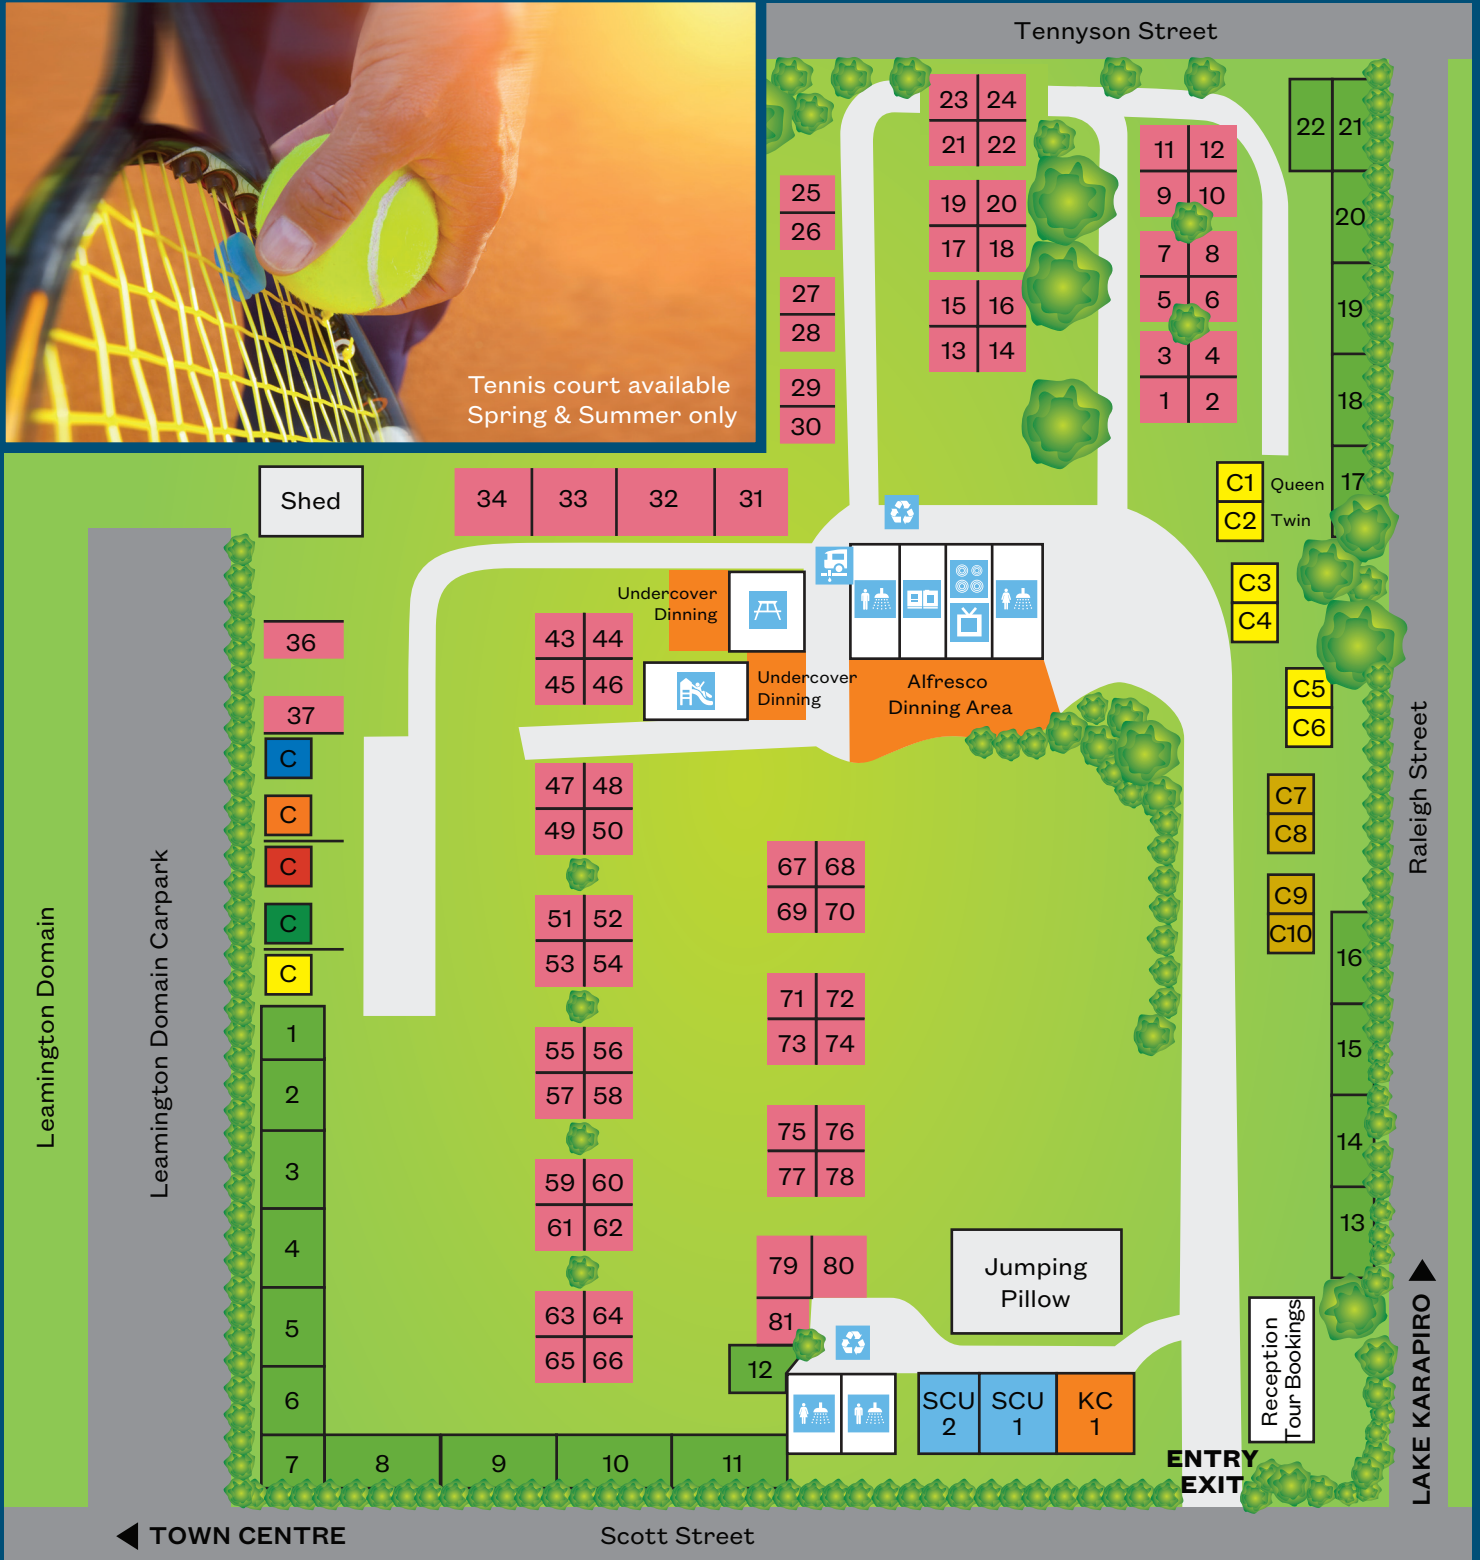 Tennyson Street
Tennis court available
Spring & Summer only
23 24
21 22
19 20
17 18
15 16
13 14
11 12
9 10
7 8
5 6
3 4
1 2
22 21
20
19
18
17
25
26
27
28
29
30
C1 Queen
C2 Twin
C3
C4
C5
C6
C7
C8
C9
C10
16
15
14
13
Raleigh Street
LAKE KARAPIRO
Shed
34 33 32 31
Undercover
Dinning
Undercover
Dinning
Alfresco
Dinning Area
36
37
C
C
C
C
C
Leamington Domain
Leamington Domain Carpark
43 44
45 46
47 48
49 50
51 52
53 54
55 56
57 58
59 60
61 62
63 64
65 66
67 68
69 70
71 72
73 74
75 76
77 78
79 80
81
12
1
2
3
4
5
6
7 8 9 10 11
Jumping
Pillow
SCU
2
SCU
1
KC
1
Reception
Tour Bookings
ENTRY
EXIT
TOWN CENTRE
Scott Street